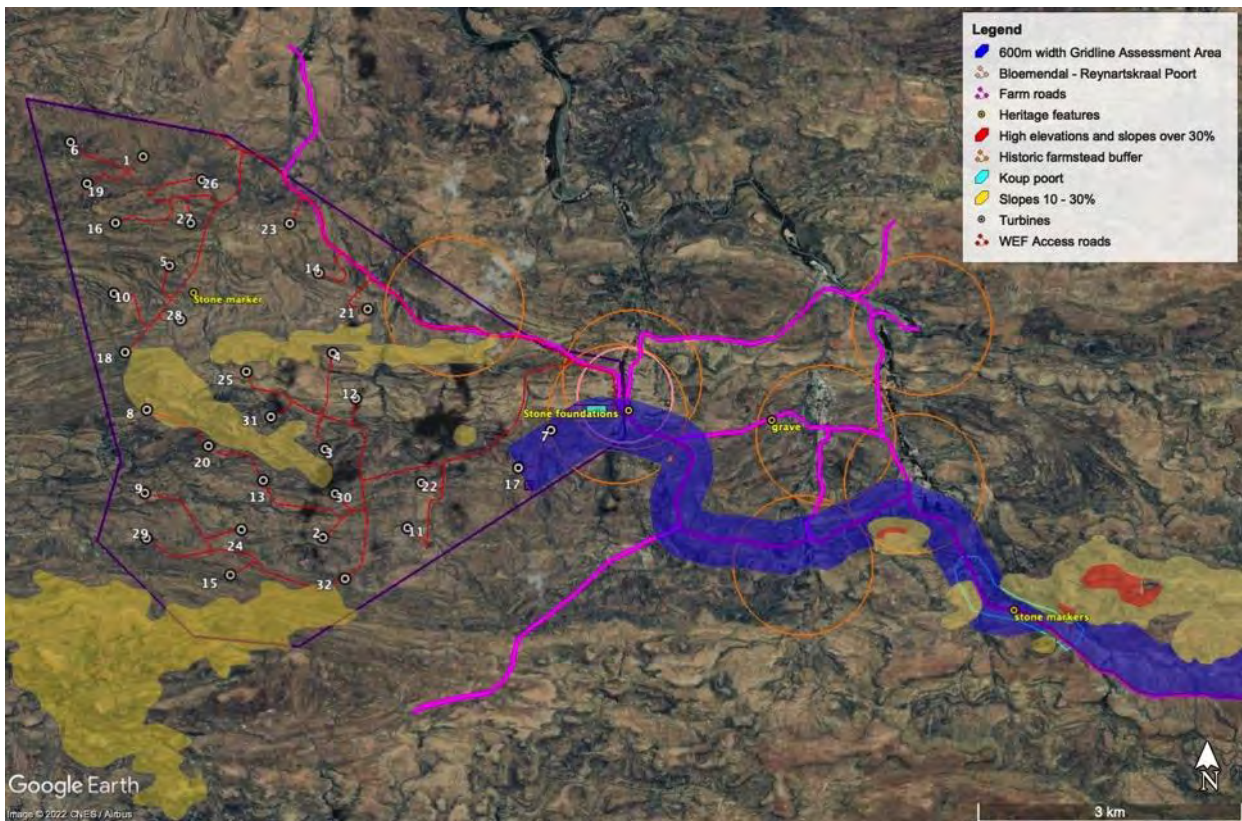 Legend
600m width Gridline Assessment Area
Bloemendal - Reynartskraal Poort
Farm roads
Heritage features
High elevations and slopes over 30%
Historic farmstead buffer
Koup poort
Slopes 10 - 30%
Turbines
WEF Access roads
6
1
19
26
16
27
23
5
14
10
Stone marker
28
21
18
4
25
12
8
31
Stone foundations
7
grave
20
3
17
13
22
9
30
29
24
2
11
15
32
stone markers
N
Google Earth
Image © 2022 CNES / Airbus
3 km